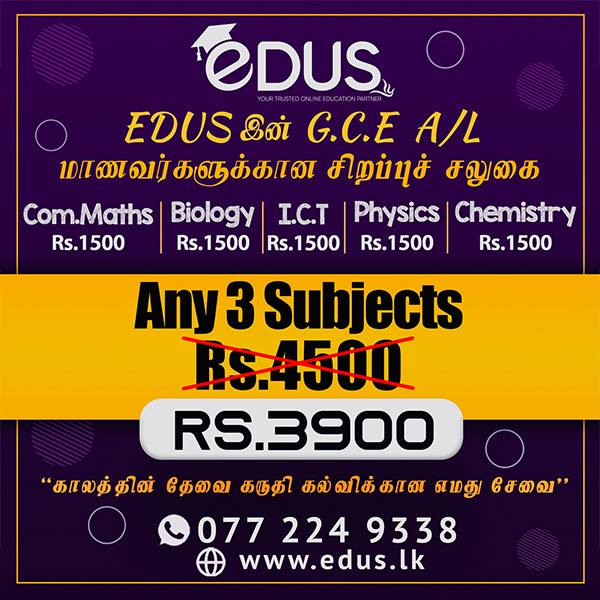 eDUS.lk
YOUR TRUSTED ONLINE EDUCATION PARTNER
EDUS இன் G.C.E A/L
மாணவர்களுக்கான சிறப்புச் சலுகை
Com.Maths Biology I.C.T Physics Chemistry
Rs.1500 Rs.1500 Rs.1500 Rs.1500 Rs.1500
Any 3 Subjects
Rs.4500
RS.3900
“காலத்தின் தேவை கருதி கல்விக்கான எமது சேவை”
077 224 9338
www.edus.lk